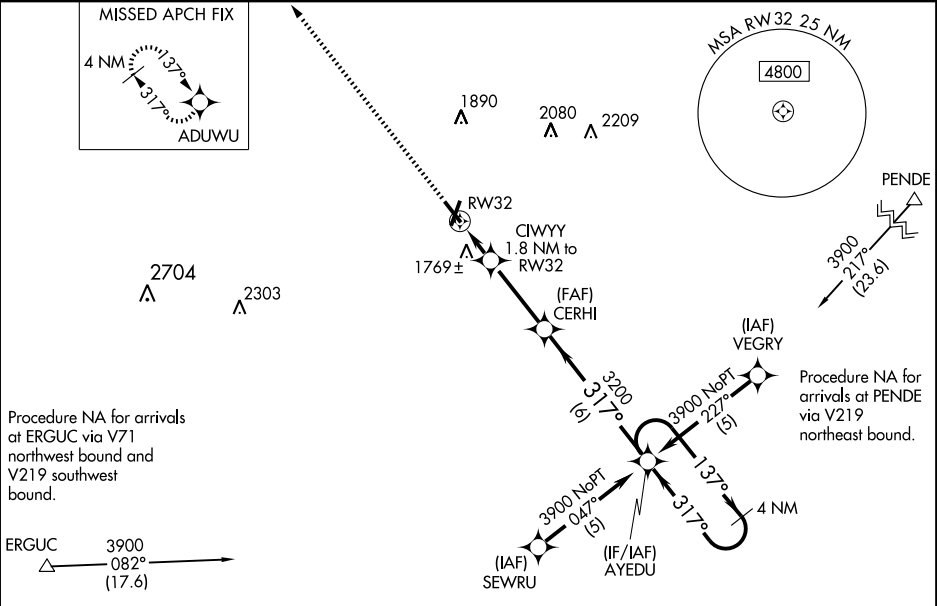 MISSED APCH FIX
4 NM
137°
317°
ADUWU
MSA RW 32 25 NM
4800
1890
2080
2209
PENDE
RW32
CIWYY
1.8 NM to
RW32
1769 ±
3900
217°
(23.6)
2704
2303
(FAF)
CERHI
(IAF)
VEGRY
3200
317°
(6)
3900 NoPT
227°
(5)
Procedure NA for
arrivals at PENDE
via V219
northeast bound.
Procedure NA for arrivals
at ERGUC via V71
northwest bound and
V219 southwest
bound.
137°
317°
4 NM
3900 NoPT
047°
(5)
ERGUC
3900
082°
(17.6)
(IAF)
SEWRU
(IF/IAF)
AYEDU